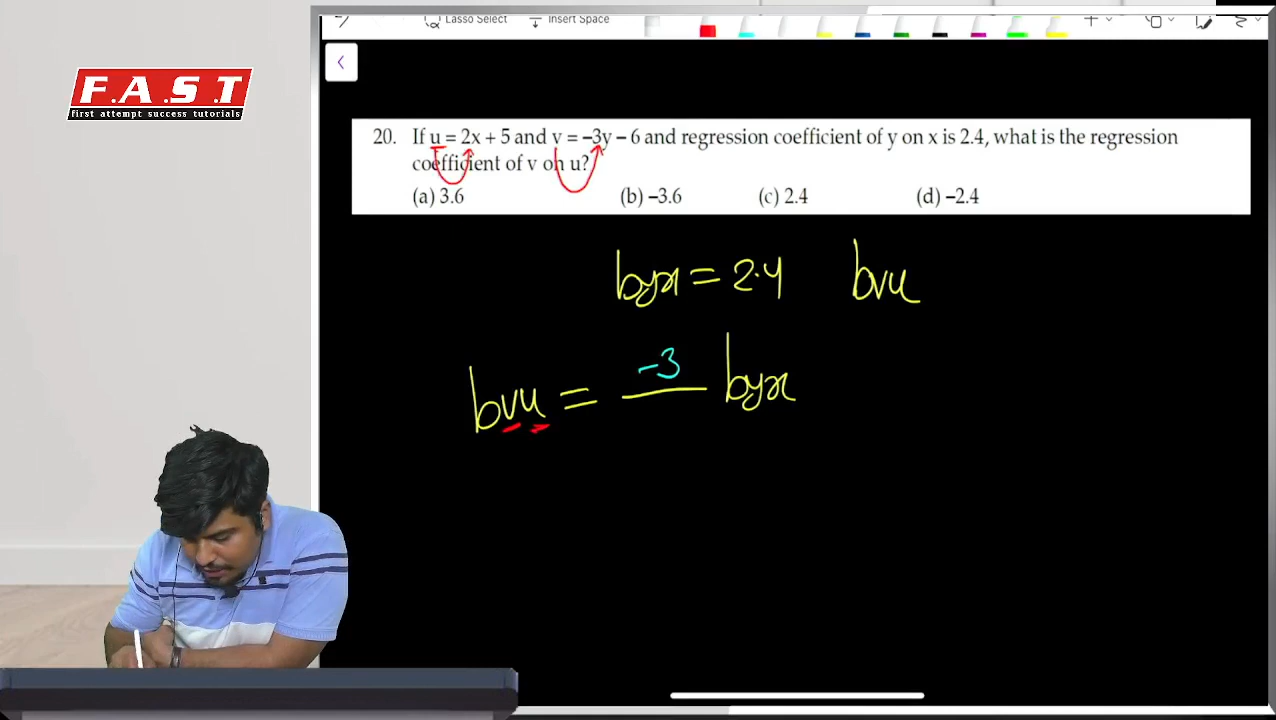 Lasso Select Insert Space
F.A.S.T
first attempt success tutorials
20. If u = 2x + 5 and v = –3y – 6 and regression coefficient of y on x is 2.4, what is the regression
coefficient of v on u?
(a) 3.6 (b) –3.6 (c) 2.4 (d) –2.4
byx = 2.4 bvu
-3
bvu = byx